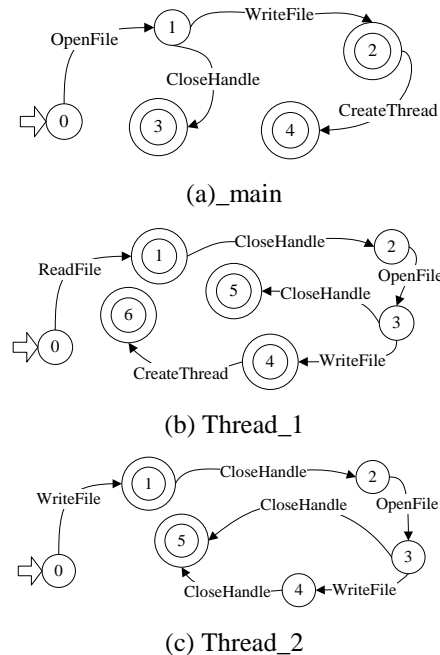 1
WriteFile
OpenFile
2
CloseHandle
0
3
4
CreateThread
(a)_main
1
CloseHandle
2
ReadFile
OpenFile
5
CloseHandle
6
3
0
4
WriteFile
CreateThread
(b) Thread_1
1
CloseHandle
2
WriteFile
OpenFile
CloseHandle
5
3
0
CloseHandle
4
WriteFile
(c) Thread_2